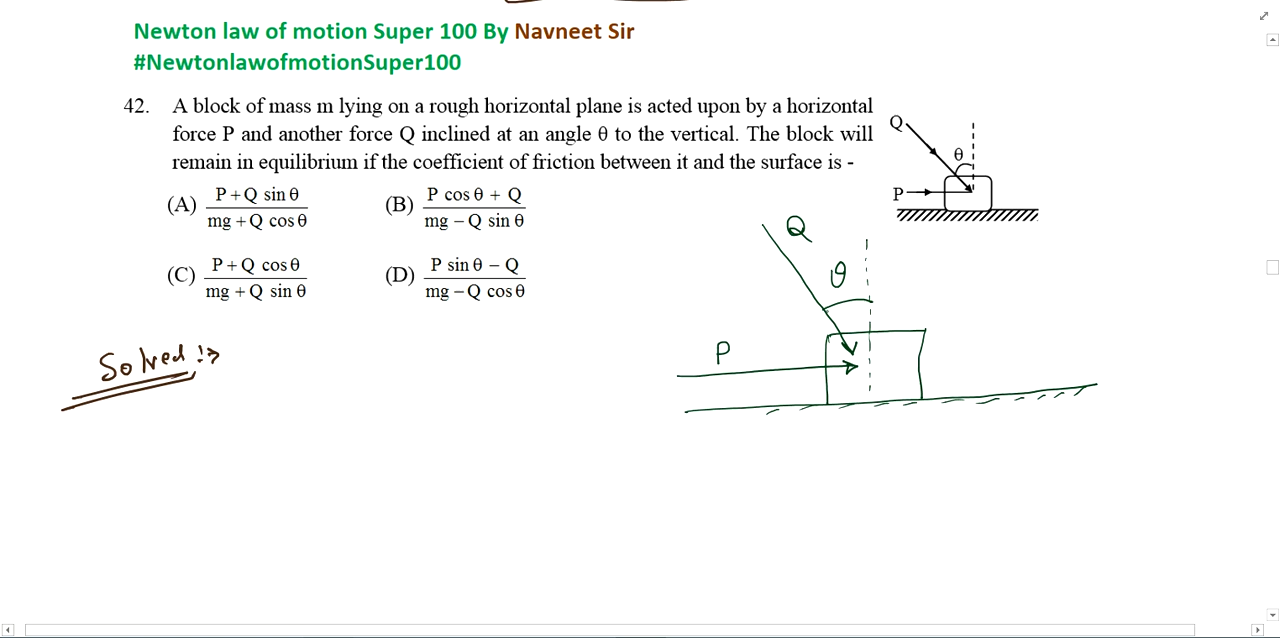 Newton law of motion Super 100 By Navneet Sir
#NewtonlawofmotionSuper100
42. A block of mass m lying on a rough horizontal plane is acted upon by a horizontal
force P and another force Q inclined at an angle θ to the vertical. The block will
remain in equilibrium if the coefficient of friction between it and the surface is -
(A) P+Q sin θ / mg + Q cos θ (B) P cos θ + Q / mg − Q sin θ
(C) P+Q cos θ / mg + Q sin θ (D) P sin θ − Q / mg − Q cos θ
Q
θ
P
Q
θ
P
Solved :→